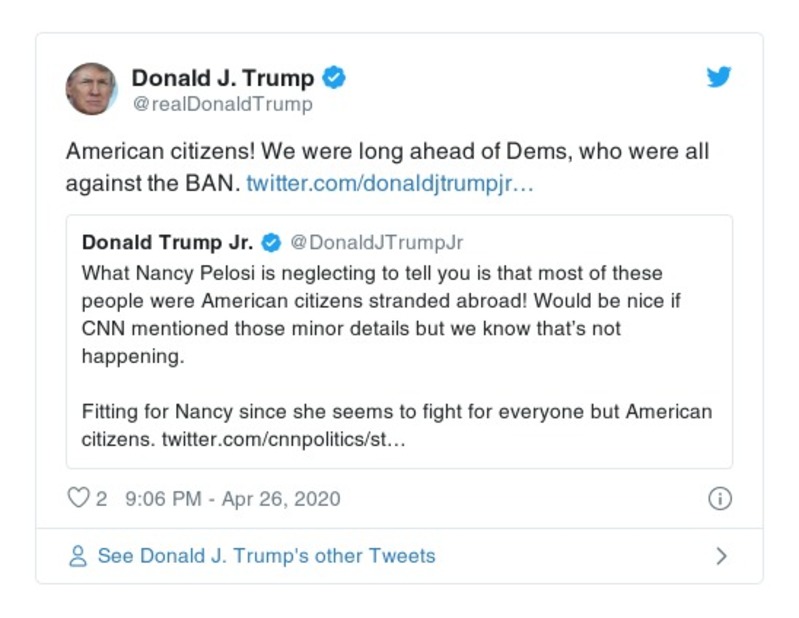 Donald J. Trump
@realDonaldTrump
American citizens! We were long ahead of Dems, who were all
against the BAN. twitter.com/donaldjtrumpjr…
Donald Trump Jr. @DonaldJTrumpJr
What Nancy Pelosi is neglecting to tell you is that most of these
people were American citizens stranded abroad! Would be nice if
CNN mentioned those minor details but we know that’s not
happening.
Fitting for Nancy since she seems to fight for everyone but American
citizens. twitter.com/cnnpolitics/st…
2 9:06 PM - Apr 26, 2020
See Donald J. Trump's other Tweets